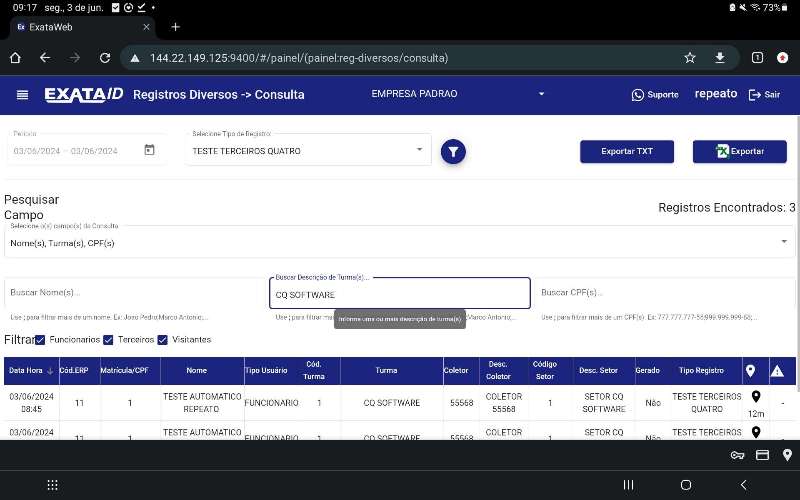 09:17 seg., 3 de jun.
73%
ExataWeb
144.22.149.125:9400/#/painel/(painel:reg-diversos/consulta)
1
EXATA ID Registros Diversos -> Consulta
EMPRESA PADRAO
Suporte
repeato
Sair
Período
03/06/2024 – 03/06/2024
Selecione Tipo de Registro:
TESTE TERCEIROS QUATRO
Exportar TXT
Exportar
Pesquisar
Campo
Registros Encontrados: 3
Selecione o(s) campo(s) da Consulta
Nome(s), Turma(s), CPF(s)
Buscar Nome(s)...
Buscar Descrição de Turma(s)...
CQ SOFTWARE
Buscar CPF(s)...
Use ; para filtrar mais de um nome. Ex: João Pedro;Marco Antonio;...
Use ; para filtrar mais
Marco Antonio;...
Use ; para filtrar mais de um CPF(s). Ex: 777.777.777-56;999.999.999-68;...
Informe uma ou mais descrição de turma(s)
Filtrar
Funcionarios
Terceiros
Visitantes
Data Hora
Cód.ERP
Matrícula/CPF
Nome
Tipo Usuário
Cód. Turma
Turma
Coletor
Desc. Coletor
Código Setor
Desc. Setor
Gerado
Tipo Registro
03/06/2024 08:45
11
1
TESTE AUTOMATICO REPEATO
FUNCIONARIO
1
CQ SOFTWARE
55568
COLETOR 55568
1
SETOR CQ SOFTWARE
Não
TESTE TERCEIROS QUATRO
12m
-
03/06/2024
11
1
TESTE AUTOMATICO
FUNCIONARIO
1
CQ SOFTWARE
55568
COLETOR
1
SETOR CQ
Não
TESTE TERCEIROS
-